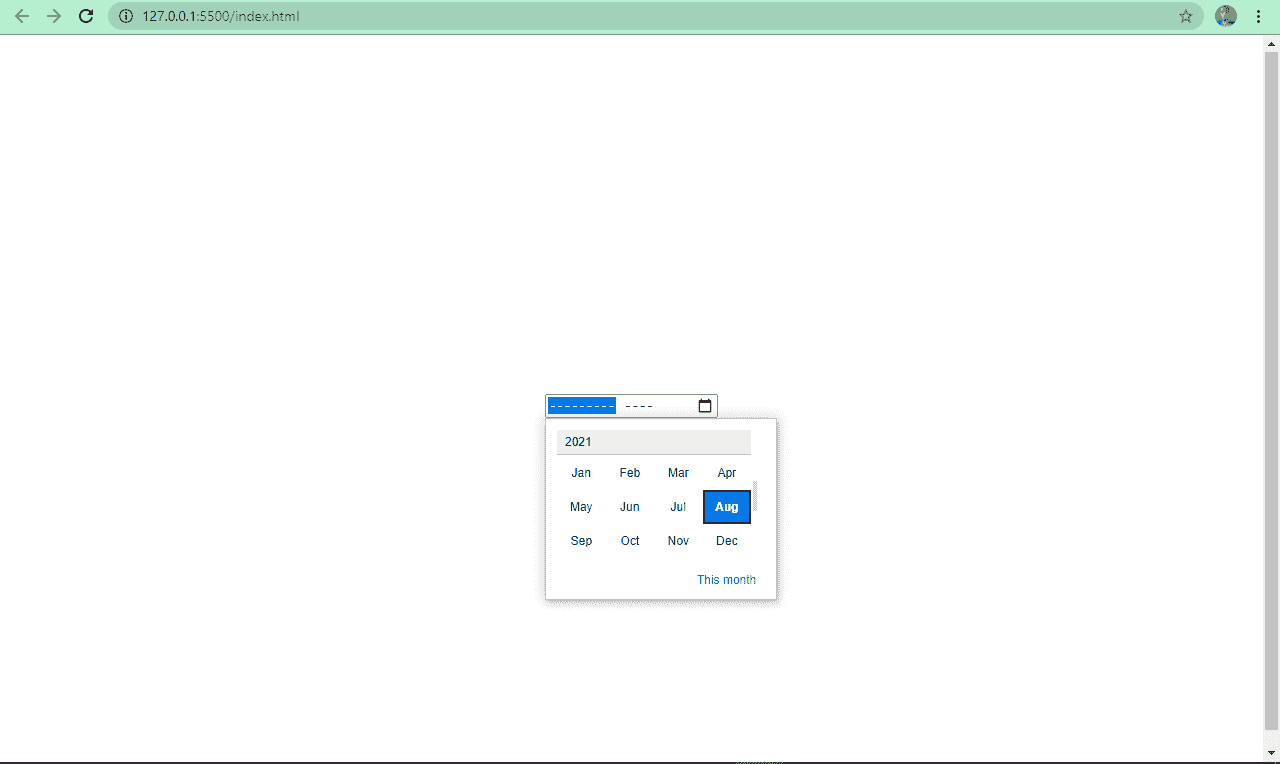 127.0.0.1:5500/index.html
--------- ----
2021
Jan Feb Mar Apr
May Jun Jul Aug
Sep Oct Nov Dec
This month